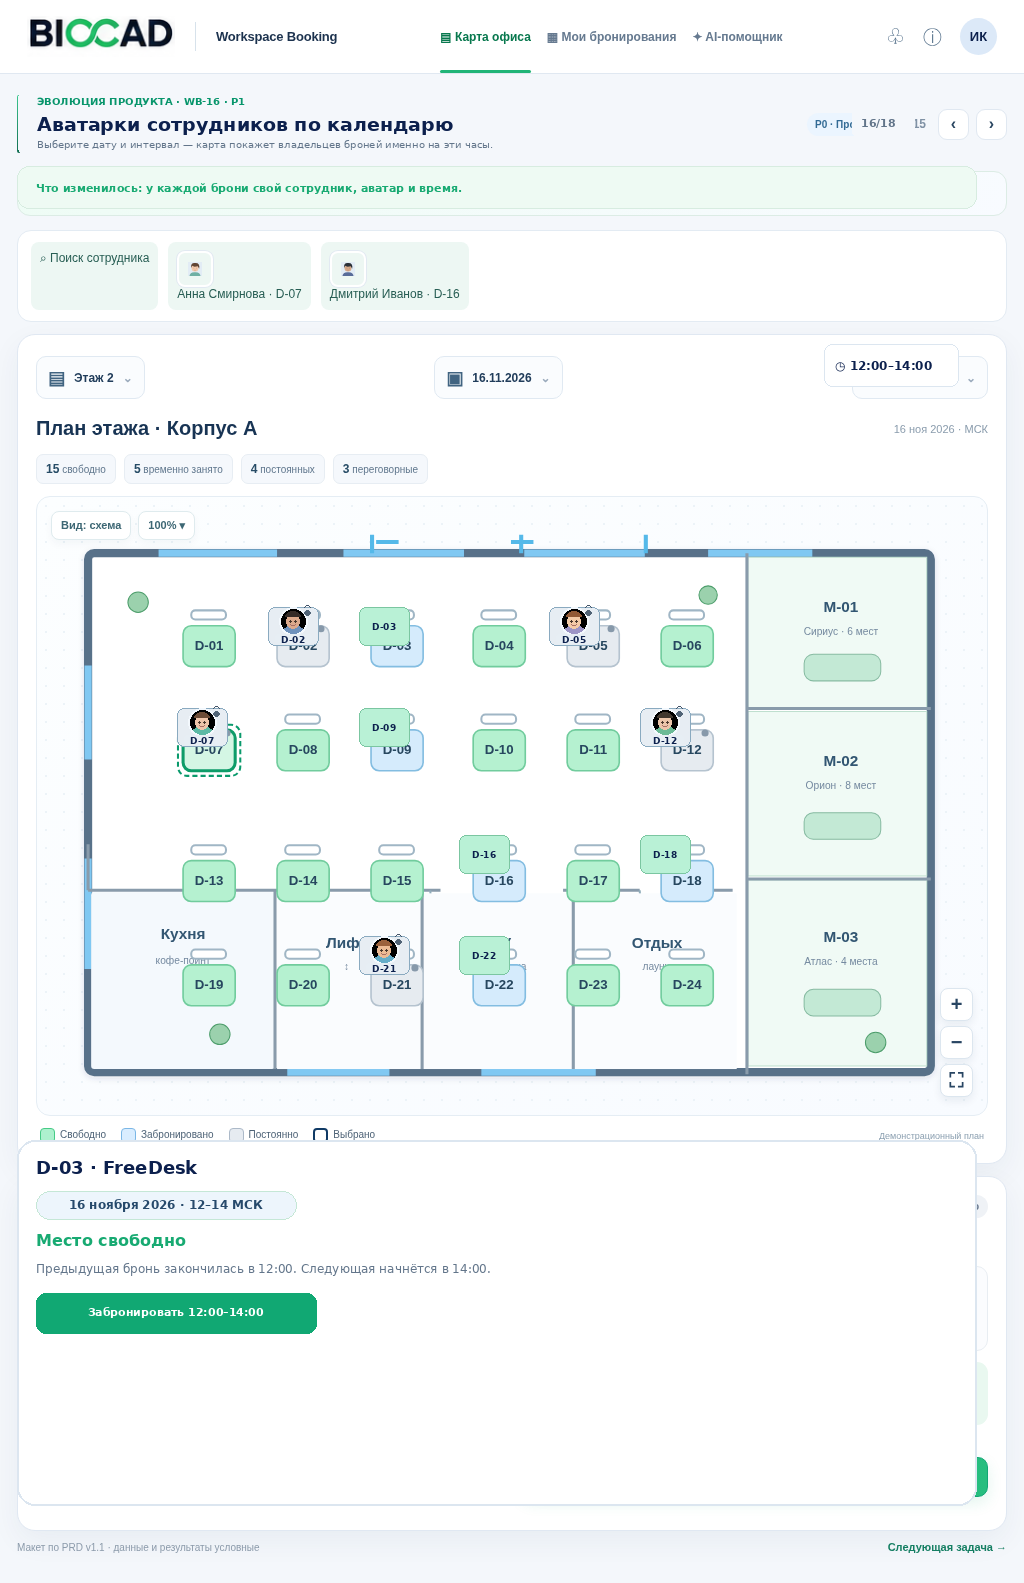 BIOCAD
Workspace Booking
Карта офиса
Мои бронирования
AI-помощник
ИК
ЭВОЛЮЦИЯ ПРОДУКТА · WB-16 · P1
Аватарки сотрудников по календарю
Выберите дату и интервал — карта покажет владельцев броней именно на эти часы.
P0 · 
16/18
‹
›
Что изменилось: у каждой брони свой сотрудник, аватар и время.
Поиск сотрудника
Анна Смирнова · D-07
Дмитрий Иванов · D-16
Этаж 2
16.11.2026
12:00–14:00
План этажа · Корпус А
16 ноя 2026 · МСК
15 свободно
5 временно занято
4 постоянных
3 переговорные
Вид: схема
100% ▾
D-01
D-02
D-03
D-04
D-05
D-06
M-01
Сириус · 6 мест
D-07
D-08
D-09
D-10
D-11
D-12
M-02
Орион · 8 мест
D-13
D-14
D-15
D-16
D-16
D-17
D-18
D-18
Кухня
кофе-поинт
Лиф
Отдых
M-03
Атлас · 4 места
D-19
D-20
D-21
D-21
D-22
D-22
D-23
D-24
+
−
Свободно
Забронировано
Постоянно
Выбрано
Демонстрационный план
D-03 · FreeDesk
16 ноября 2026 · 12–14 МСК
Место свободно
Предыдущая бронь закончилась в 12:00. Следующая начнётся в 14:00.
Забронировать 12:00–14:00
Макет по PRD v1.1 · данные и результаты условные
Следующая задача →